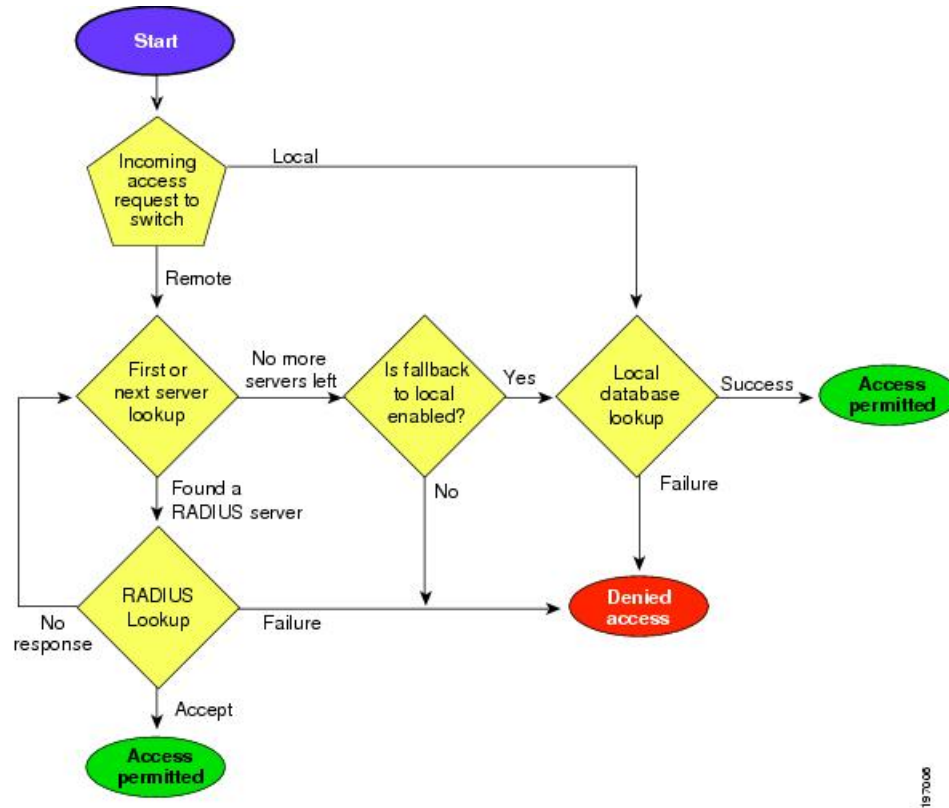 Start
Incoming
access
request to
switch
Local
Remote
First or
next server
lookup
No more
servers left
Is fallback
to local
enabled?
Yes
Local
database
lookup
Success
Access
permitted
Found a
RADIUS server
No
Failure
RADIUS
Lookup
No
response
Failure
Denied
access
Accept
Access
permitted
197006